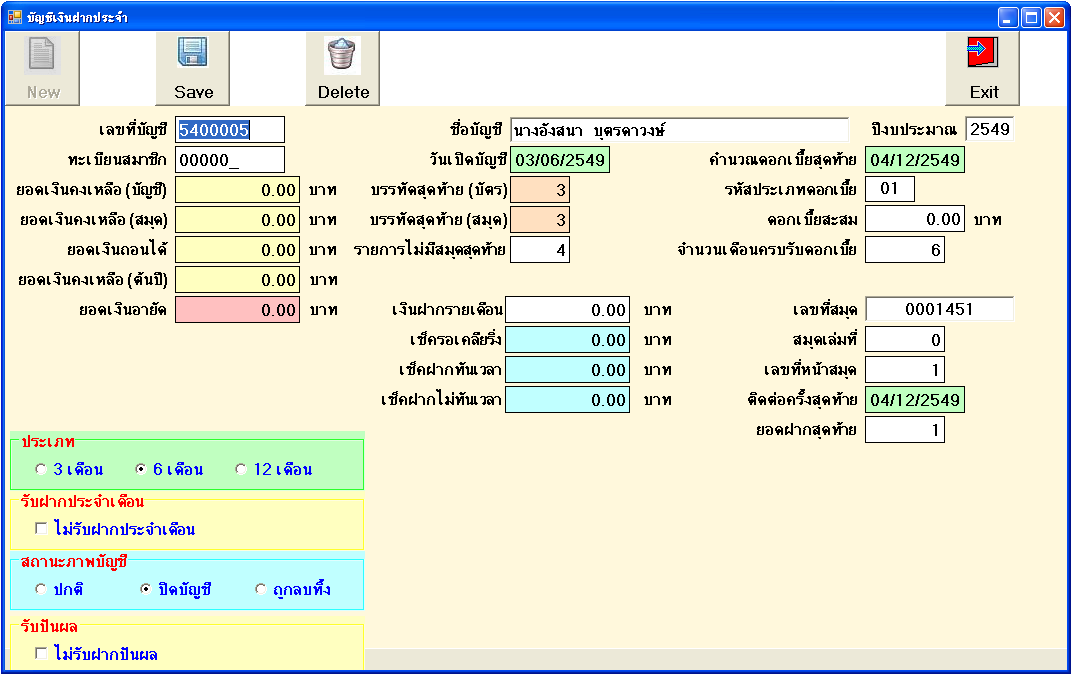 บัญชีเงินฝากประจำ
New Save Delete Exit
เลขที่บัญชี 5400005 ชื่อบัญชี นางอังสนา บุตรดาวงษ์ ปีงบประมาณ 2549
ทะเบียนสมาชิก 00000_ วันเปิดบัญชี 03/06/2549 คำนวณดอกเบี้ยสุดท้าย 04/12/2549
ยอดเงินคงเหลือ (บัญชี) 0.00 บาท บรรทัดสุดท้าย (บัตร) 3 รหัสประเภทดอกเบี้ย 01
ยอดเงินคงเหลือ (สมุด) 0.00 บาท บรรทัดสุดท้าย (สมุด) 3 ดอกเบี้ยสะสม 0.00 บาท
ยอดเงินถอนได้ 0.00 บาท รายการไม่มีสมุดสุดท้าย 4 จำนวนเดือนครบรับดอกเบี้ย 6
ยอดเงินคงเหลือ (ต้นปี) 0.00 บาท
ยอดเงินอายัด 0.00 บาท เงินฝากรายเดือน 0.00 บาท เลขที่สมุด 0001451
เช็ครอเคลียริ่ง 0.00 บาท สมุดเล่มที่ 0
เช็คฝากทันเวลา 0.00 บาท เลขที่หน้าสมุด 1
เช็คฝากไม่ทันเวลา 0.00 บาท ติดต่อครั้งสุดท้าย 04/12/2549
ยอดฝากสุดท้าย 1
ประเภท
3 เดือน 6 เดือน 12 เดือน
รับฝากประจำเดือน
ไม่รับฝากประจำเดือน
สถานะภาพบัญชี
ปกติ ปิดบัญชี ถูกลบทิ้ง
รับปันผล
ไม่รับฝากปันผล